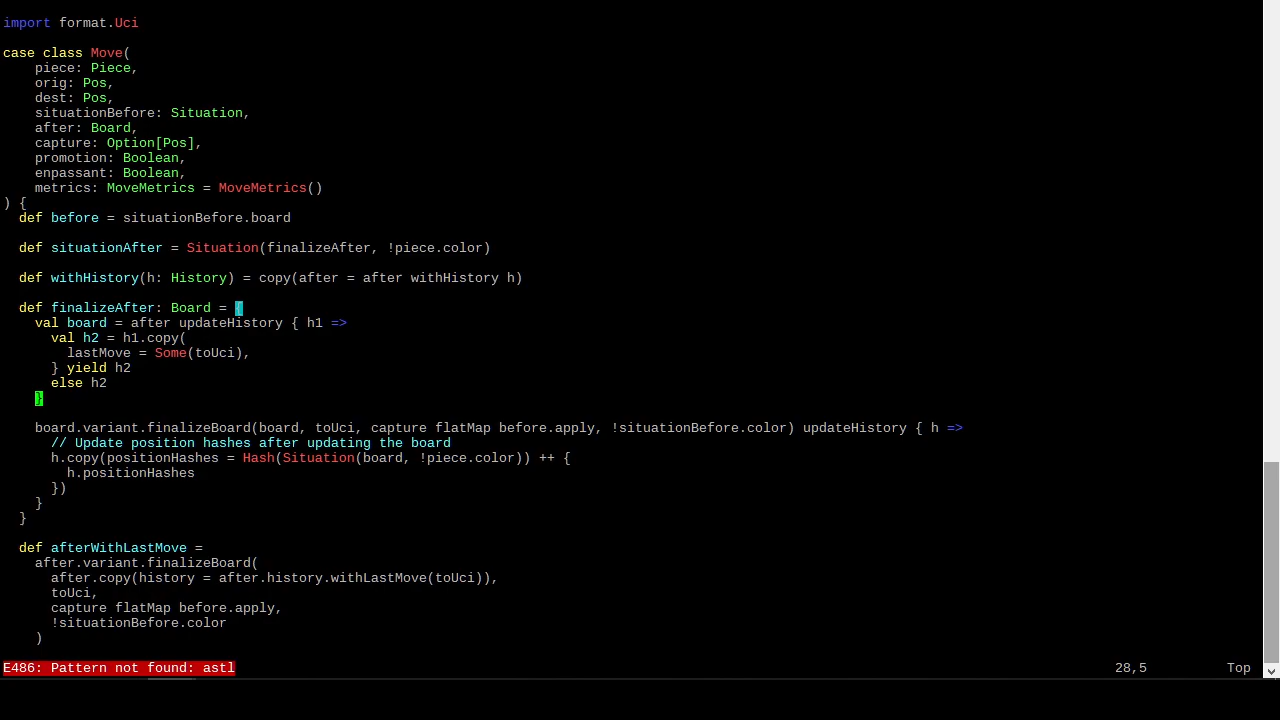 import format.Uci
case class Move(
piece: Piece,
orig: Pos,
dest: Pos,
situationBefore: Situation,
after: Board,
capture: Option[Pos],
promotion: Boolean,
enpassant: Boolean,
metrics: MoveMetrics = MoveMetrics()
) {
def before = situationBefore.board
def situationAfter = Situation(finalizeAfter, !piece.color)
def withHistory(h: History) = copy(after = after withHistory h)
def finalizeAfter: Board = {
val board = after updateHistory { h1 =>
val h2 = h1.copy(
lastMove = Some(toUci),
} yield h2
else h2
}
board.variant.finalizeBoard(board, toUci, capture flatMap before.apply, !situationBefore.color) updateHistory { h =>
// Update position hashes after updating the board
h.copy(positionHashes = Hash(Situation(board, !piece.color)) ++ {
h.positionHashes
})
}
}
def afterWithLastMove =
after.variant.finalizeBoard(
after.copy(history = after.history.withLastMove(toUci)),
toUci,
capture flatMap before.apply,
!situationBefore.color
)
E486: Pattern not found: astl 28,5 Top